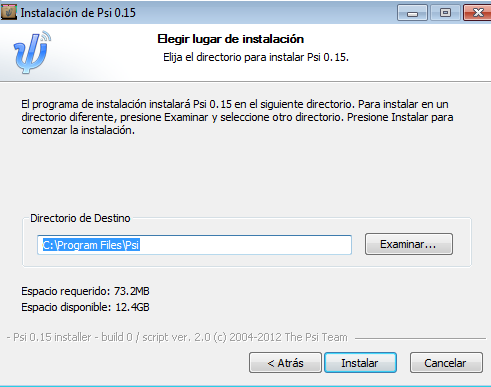 Instalación de Psi 0.15
Elegir lugar de instalación
Elija el directorio para instalar Psi 0.15.
El programa de instalación instalará Psi 0.15 en el siguiente directorio. Para instalar en un
directorio diferente, presione Examinar y seleccione otro directorio. Presione Instalar para
comenzar la instalación.
Directorio de Destino
C:\Program Files\Psi
Examinar...
Espacio requerido: 73.2MB
Espacio disponible: 12.4GB
- Psi 0.15 installer - build 0 / script ver. 2.0 (c) 2004-2012 The Psi Team
< Atrás
Instalar
Cancelar